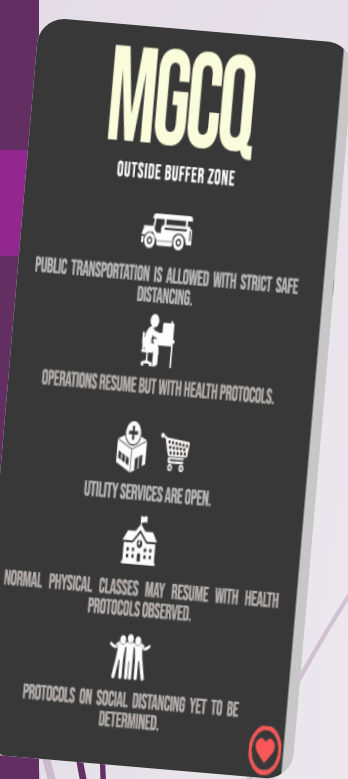 MGCQ
OUTSIDE BUFFER ZONE
PUBLIC TRANSPORTATION IS ALLOWED WITH STRICT SAFE
DISTANCING.
OPERATIONS RESUME BUT WITH HEALTH PROTOCOLS.
UTILITY SERVICES ARE OPEN.
NORMAL PHYSICAL CLASSES MAY RESUME WITH HEALTH
PROTOCOLS OBSERVED.
PROTOCOLS ON SOCIAL DISTANCING YET TO BE
DETERMINED.